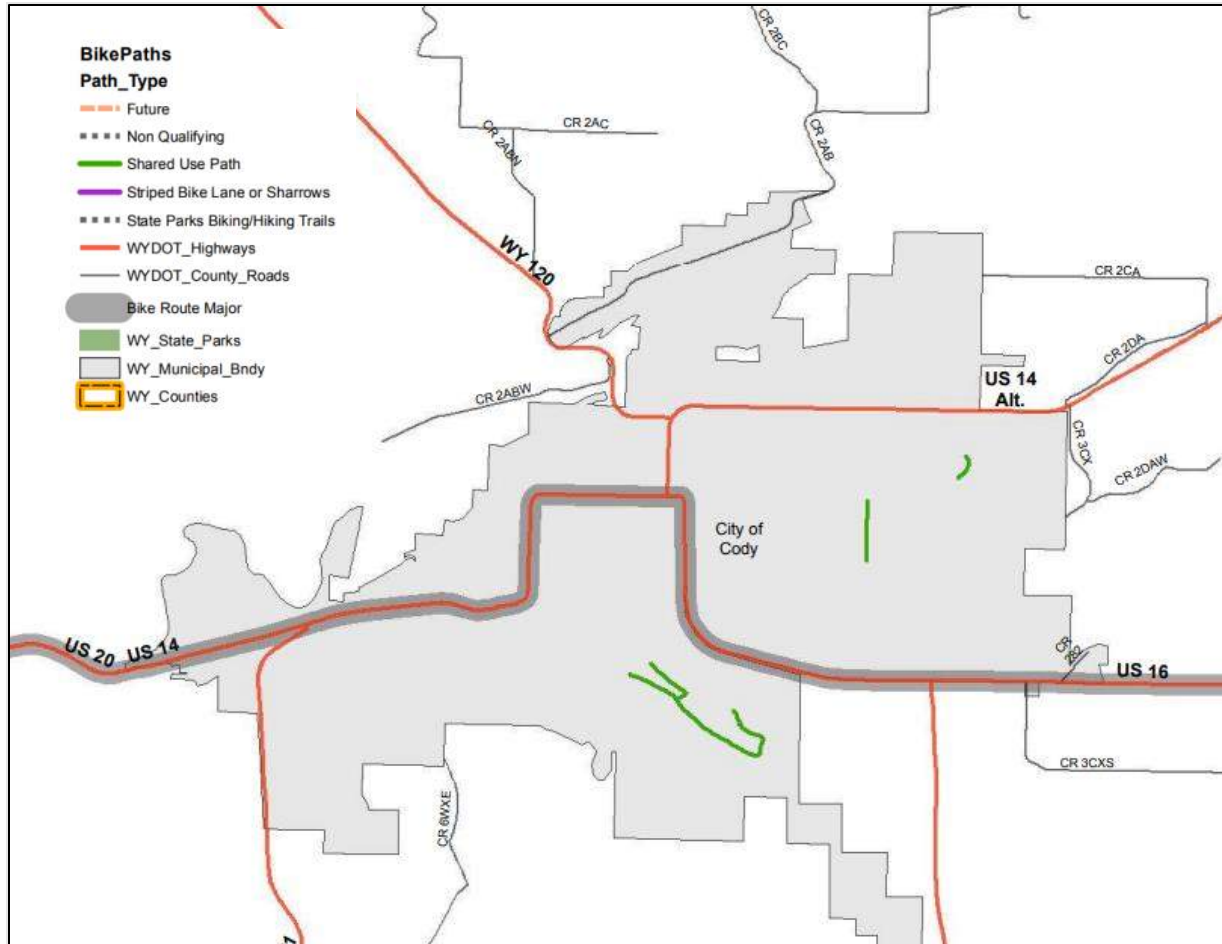 BikePaths
Path_Type
Future
Non Qualifying
Shared Use Path
Striped Bike Lane or Sharrows
State Parks Biking/Hiking Trails
WYDOT_Highways
WYDOT_County_Roads
Bike Route Major
WY_State_Parks
WY_Municipal_Bndy
WY_Counties
CR 2BC
CR 2AC
CR 2ABN
CR 2AB
WY 120
CR 2CA
CR 2DA
US 14
Alt.
CR 2ABW
CR 3CX
CR 2DAW
City of
Cody
US 20
US 14
CR 282
US 16
CR 3CXS
CR 6WXE